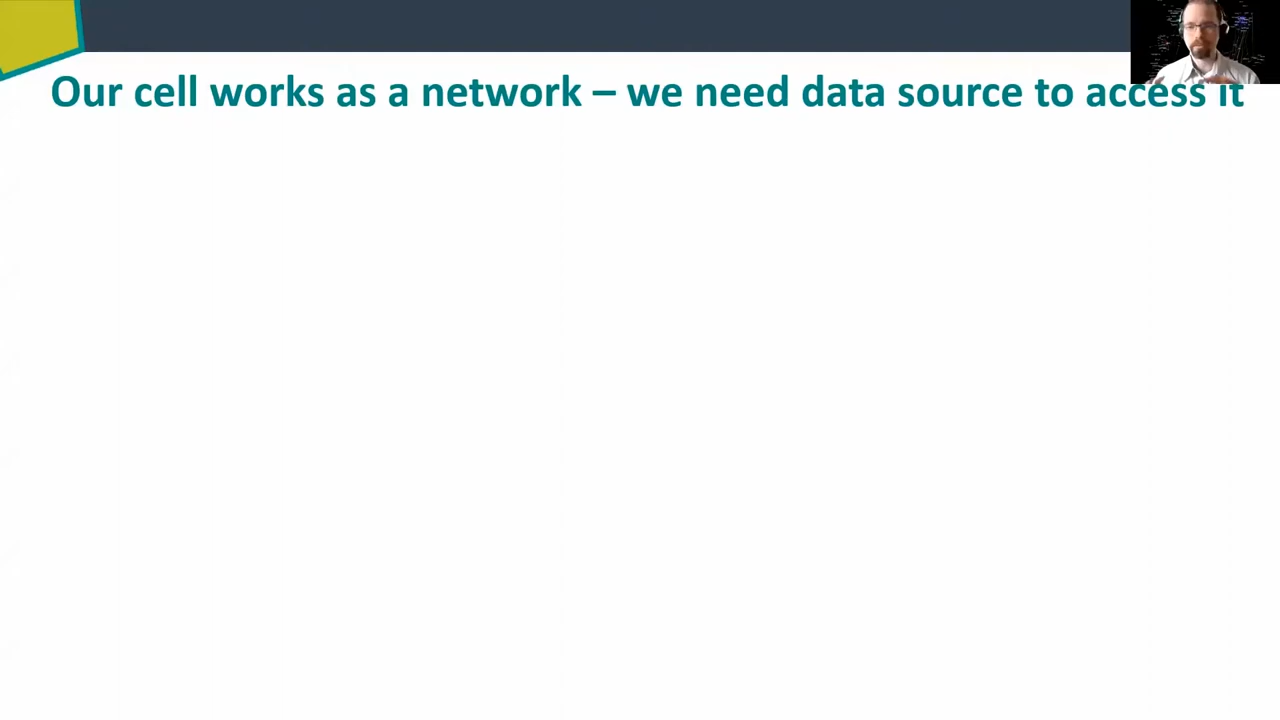 Our cell works as a network – we need data source to access it